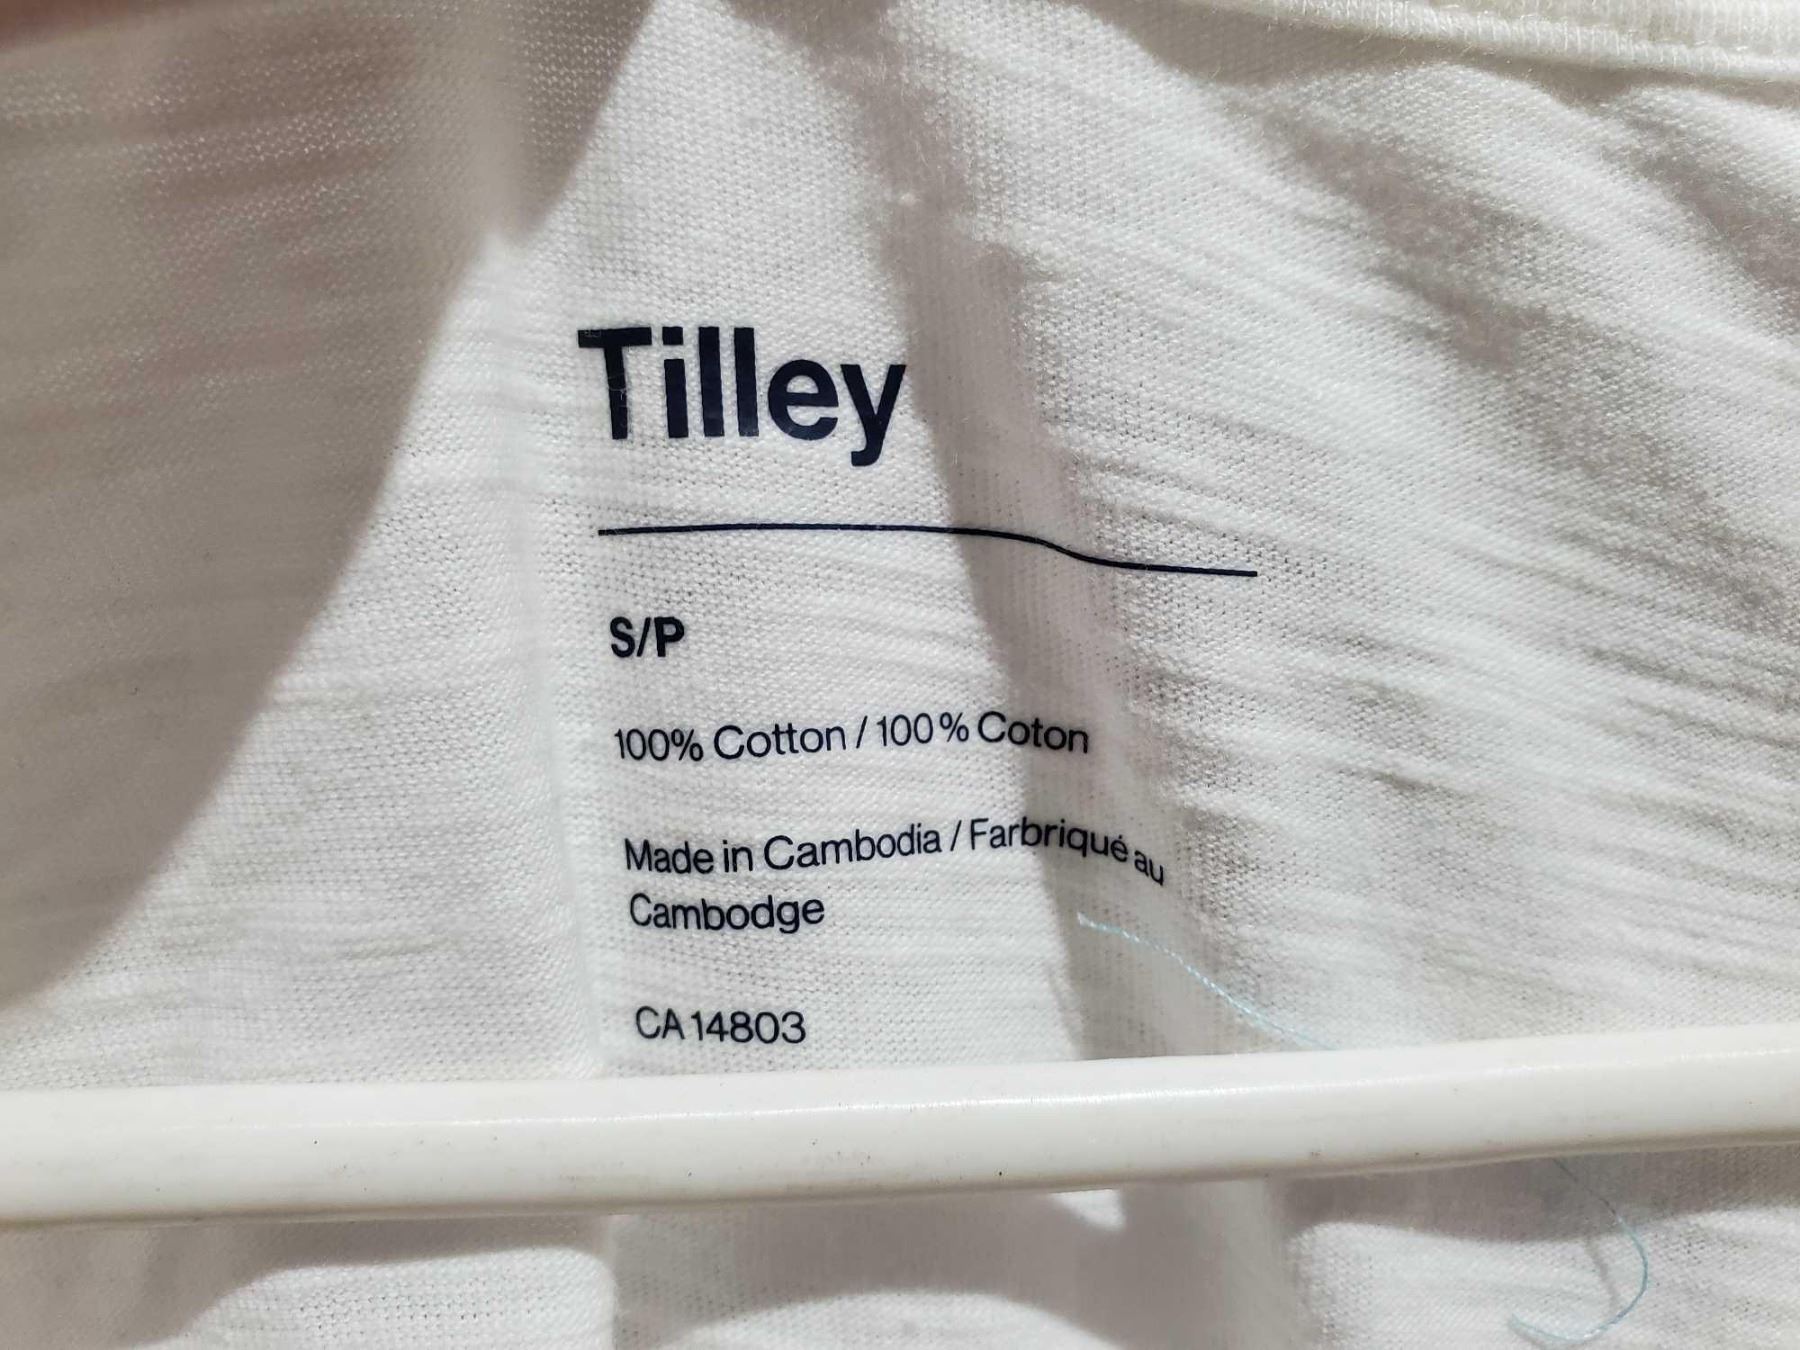 Tilley
S/P
100% Cotton / 100% Coton
Made in Cambodia / Farbriqué au
Cambodge
CA 14803